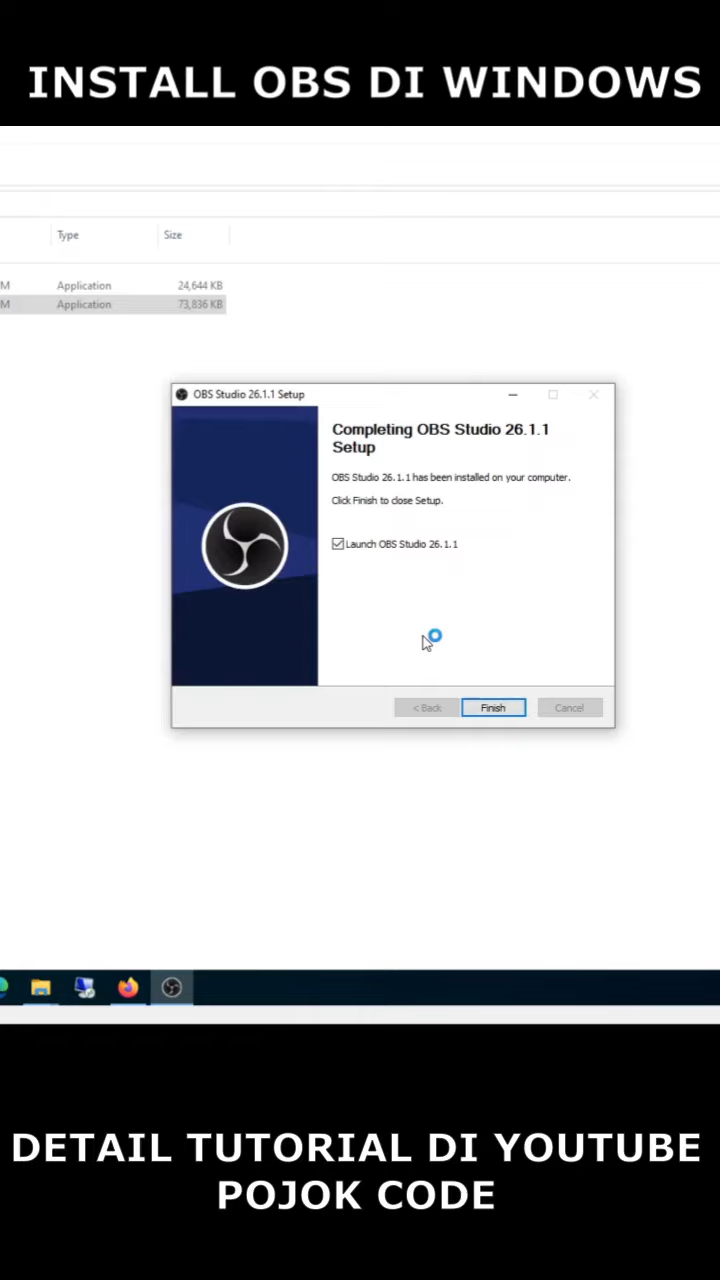 INSTALL OBS DI WINDOWS
Type Size
M Application 24,644 KB
M Application 73,836 KB
OBS Studio 26.1.1 Setup
Completing OBS Studio 26.1.1
Setup
OBS Studio 26.1.1 has been installed on your computer.
Click Finish to close Setup.
Launch OBS Studio 26.1.1
< Back Finish Cancel
DETAIL TUTORIAL DI YOUTUBE
POJOK CODE